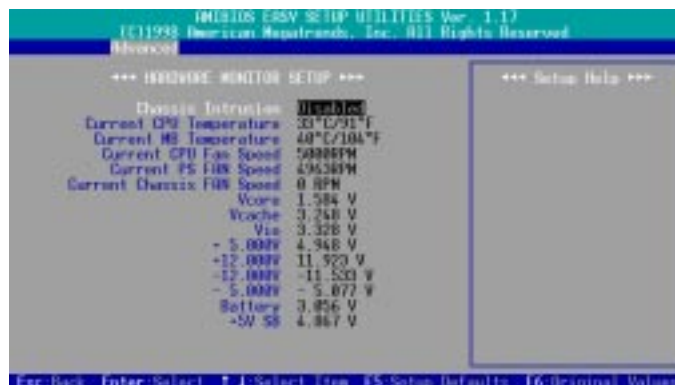 AMIBIOS EASY SETUP UTILITIES Ver. 1.17
(C)1998 American Megatrends, Inc. All Rights Reserved
Advanced
*** HARDWARE MONITOR SETUP ***
*** Setup Help ***
Chassis Intrusion Disabled
Current CPU Temperature 33°C/91°F
Current MB Temperature 40°C/104°F
Current CPU Fan Speed 5000RPM
Current PS FAN Speed 4963RPM
Current Chassis FAN Speed 0 RPM
Vcore 1.584 V
Vcache 3.248 V
Vio 3.328 V
+ 5.000V 4.948 V
+12.000V 11.923 V
-12.000V -11.533 V
- 5.000V - 5.077 V
Battery 3.056 V
+5V SB 4.867 V
Esc:Back Enter:Select ↑↓:Select Item F5:Setup Defaults F6:Original Values